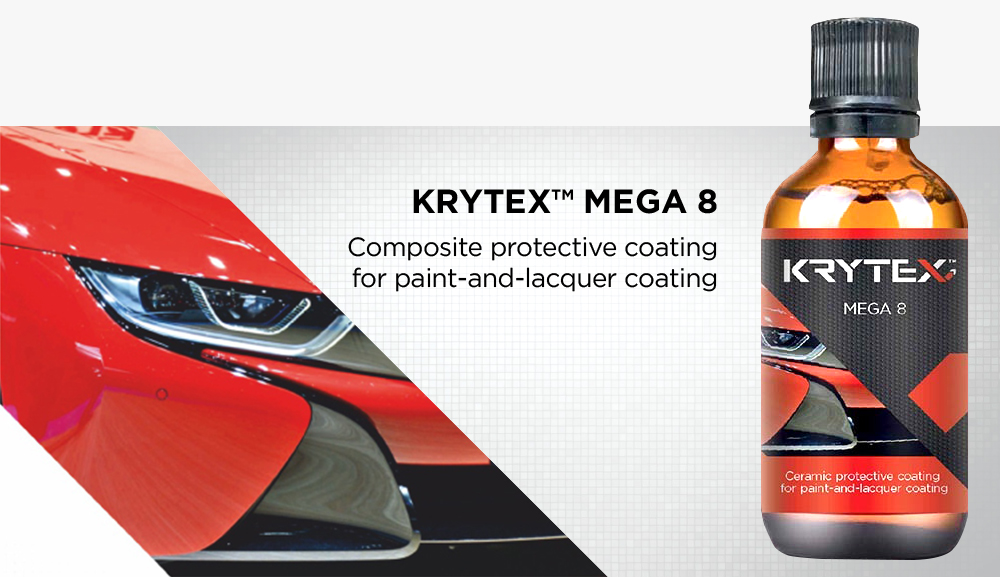 KRYTEX™ MEGA 8
Composite protective coating
for paint-and-lacquer coating
KRYTEX™
MEGA 8
Ceramic protective coating
for paint-and-lacquer coating